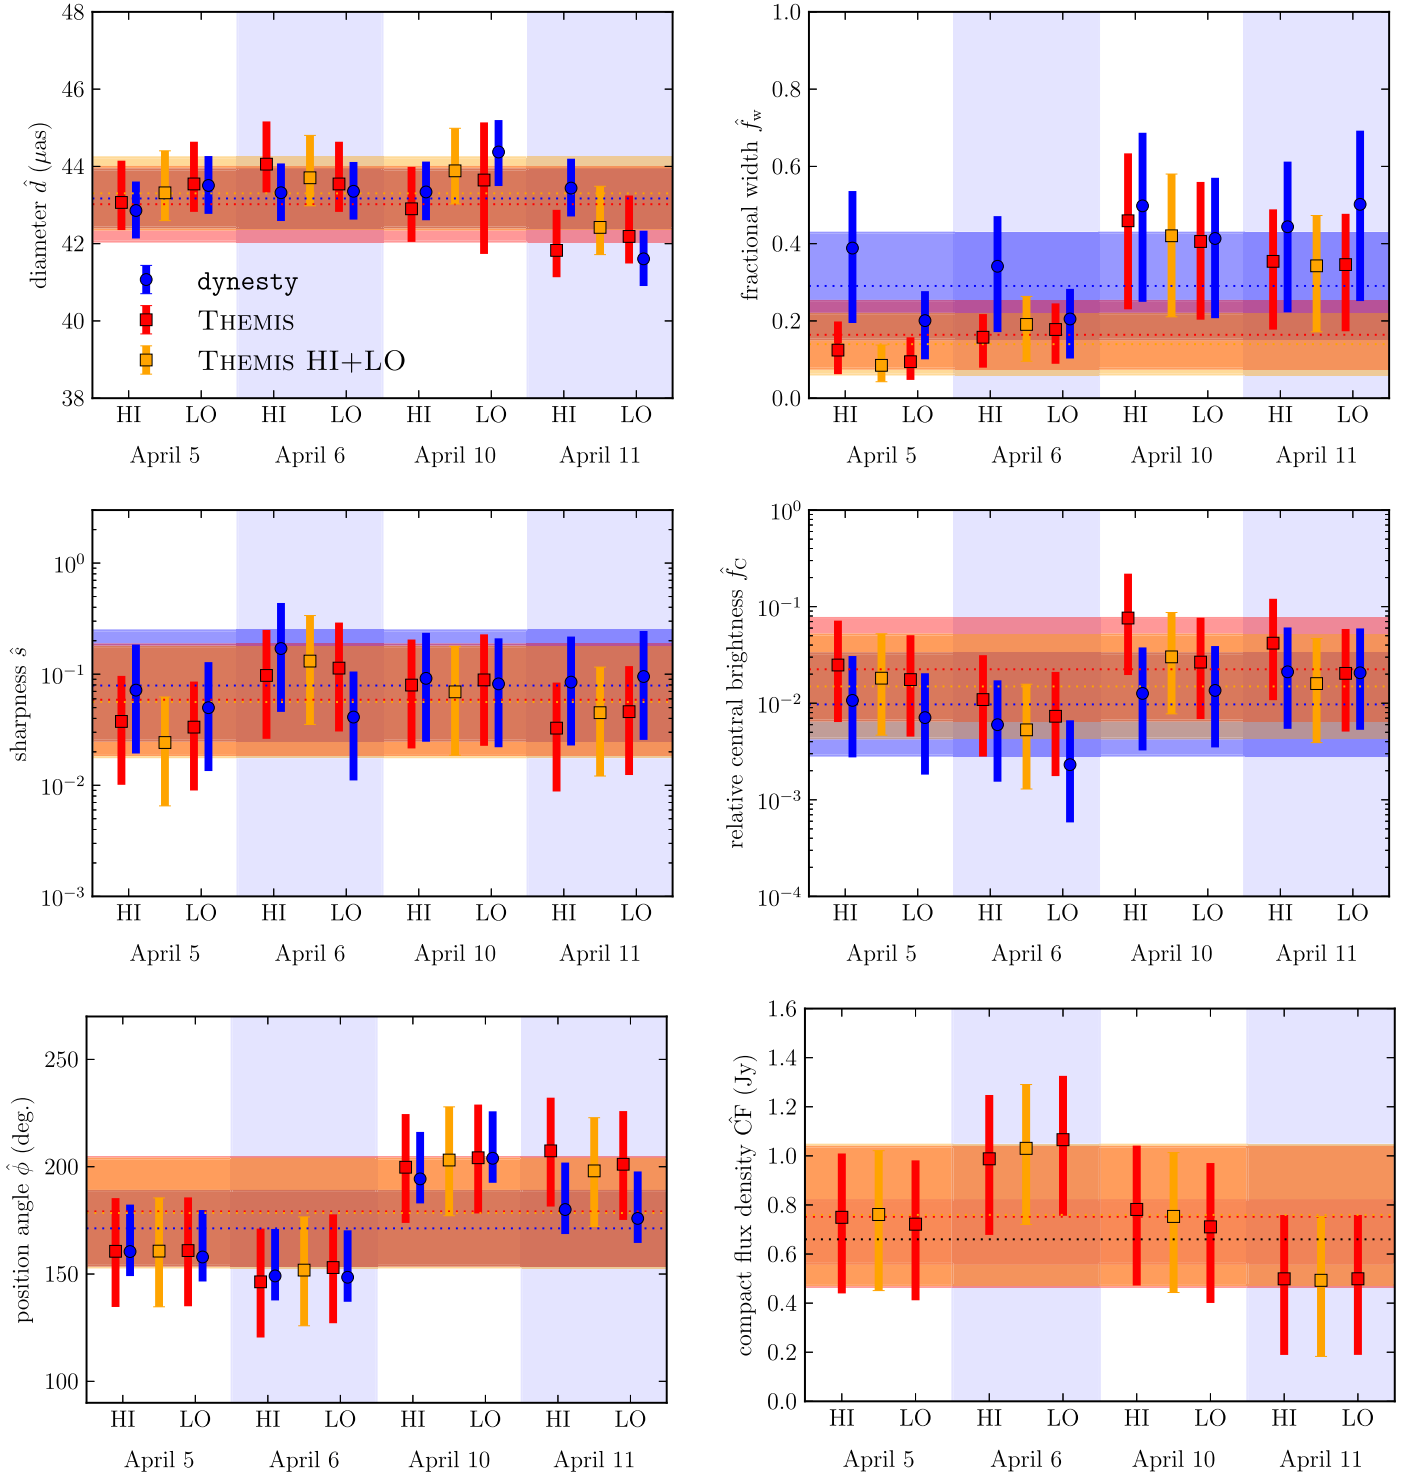 diameter d̂ (μas)
48
46
44
42
40
38
dynesty
THEMIS
THEMIS HI+LO
HI LO HI LO HI LO HI LO
April 5 April 6 April 10 April 11
fractional width f̂w
1.0
0.8
0.6
0.4
0.2
0.0
HI LO HI LO HI LO HI LO
April 5 April 6 April 10 April 11
sharpness ŝ
10⁰
10⁻¹
10⁻²
10⁻³
HI LO HI LO HI LO HI LO
April 5 April 6 April 10 April 11
relative central brightness f̂C
10⁰
10⁻¹
10⁻²
10⁻³
10⁻⁴
HI LO HI LO HI LO HI LO
April 5 April 6 April 10 April 11
position angle φ̂ (deg.)
250
200
150
100
HI LO HI LO HI LO HI LO
April 5 April 6 April 10 April 11
compact flux density ĈF (Jy)
1.6
1.4
1.2
1.0
0.8
0.6
0.4
0.2
0.0
HI LO HI LO HI LO HI LO
April 5 April 6 April 10 April 11